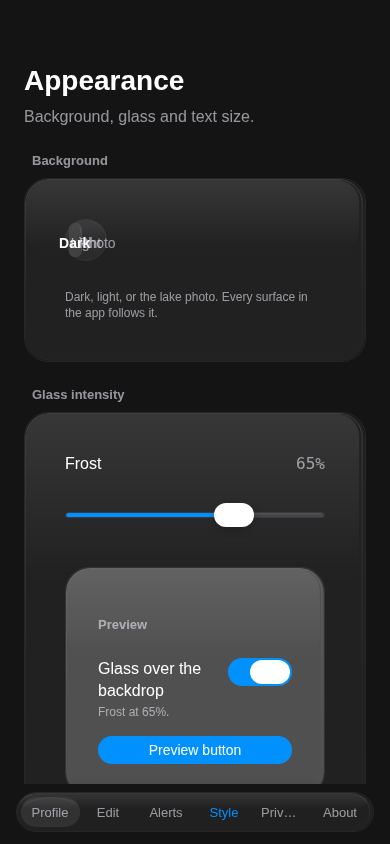 Appearance
Background, glass and text size.
Background
Dark
Dark, light, or the lake photo. Every surface in
the app follows it.
Glass intensity
Frost 65%
Preview
Glass over the
backdrop
Frost at 65%.
Preview button
Profile Edit Alerts Style Priv… About